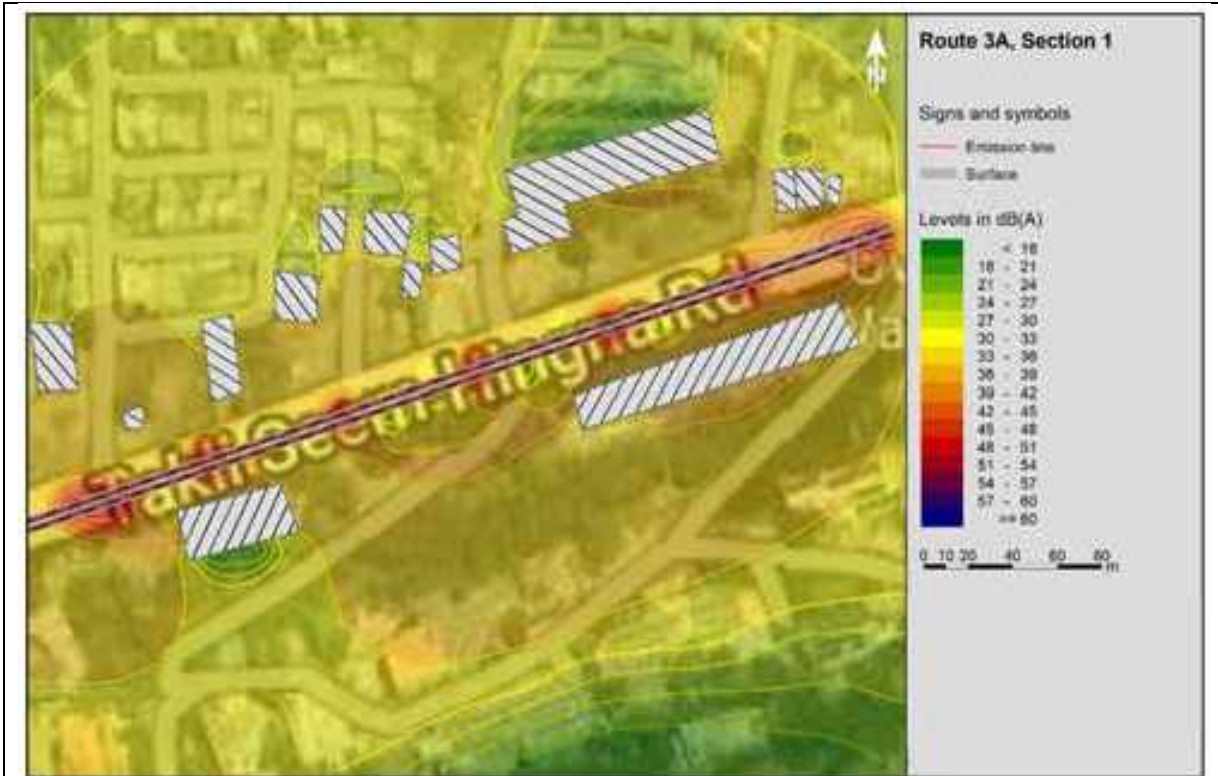 Route 3A, Section 1
Signs and symbols
Emission line
Surface
Levels in dB(A)
< 18
18 - 21
21 - 24
24 - 27
27 - 30
30 - 33
33 - 36
36 - 39
39 - 42
42 - 45
45 - 48
48 - 51
51 - 54
54 - 57
57 - 60
>= 60
0 10 20 40 60 80
m
Hingna Rd